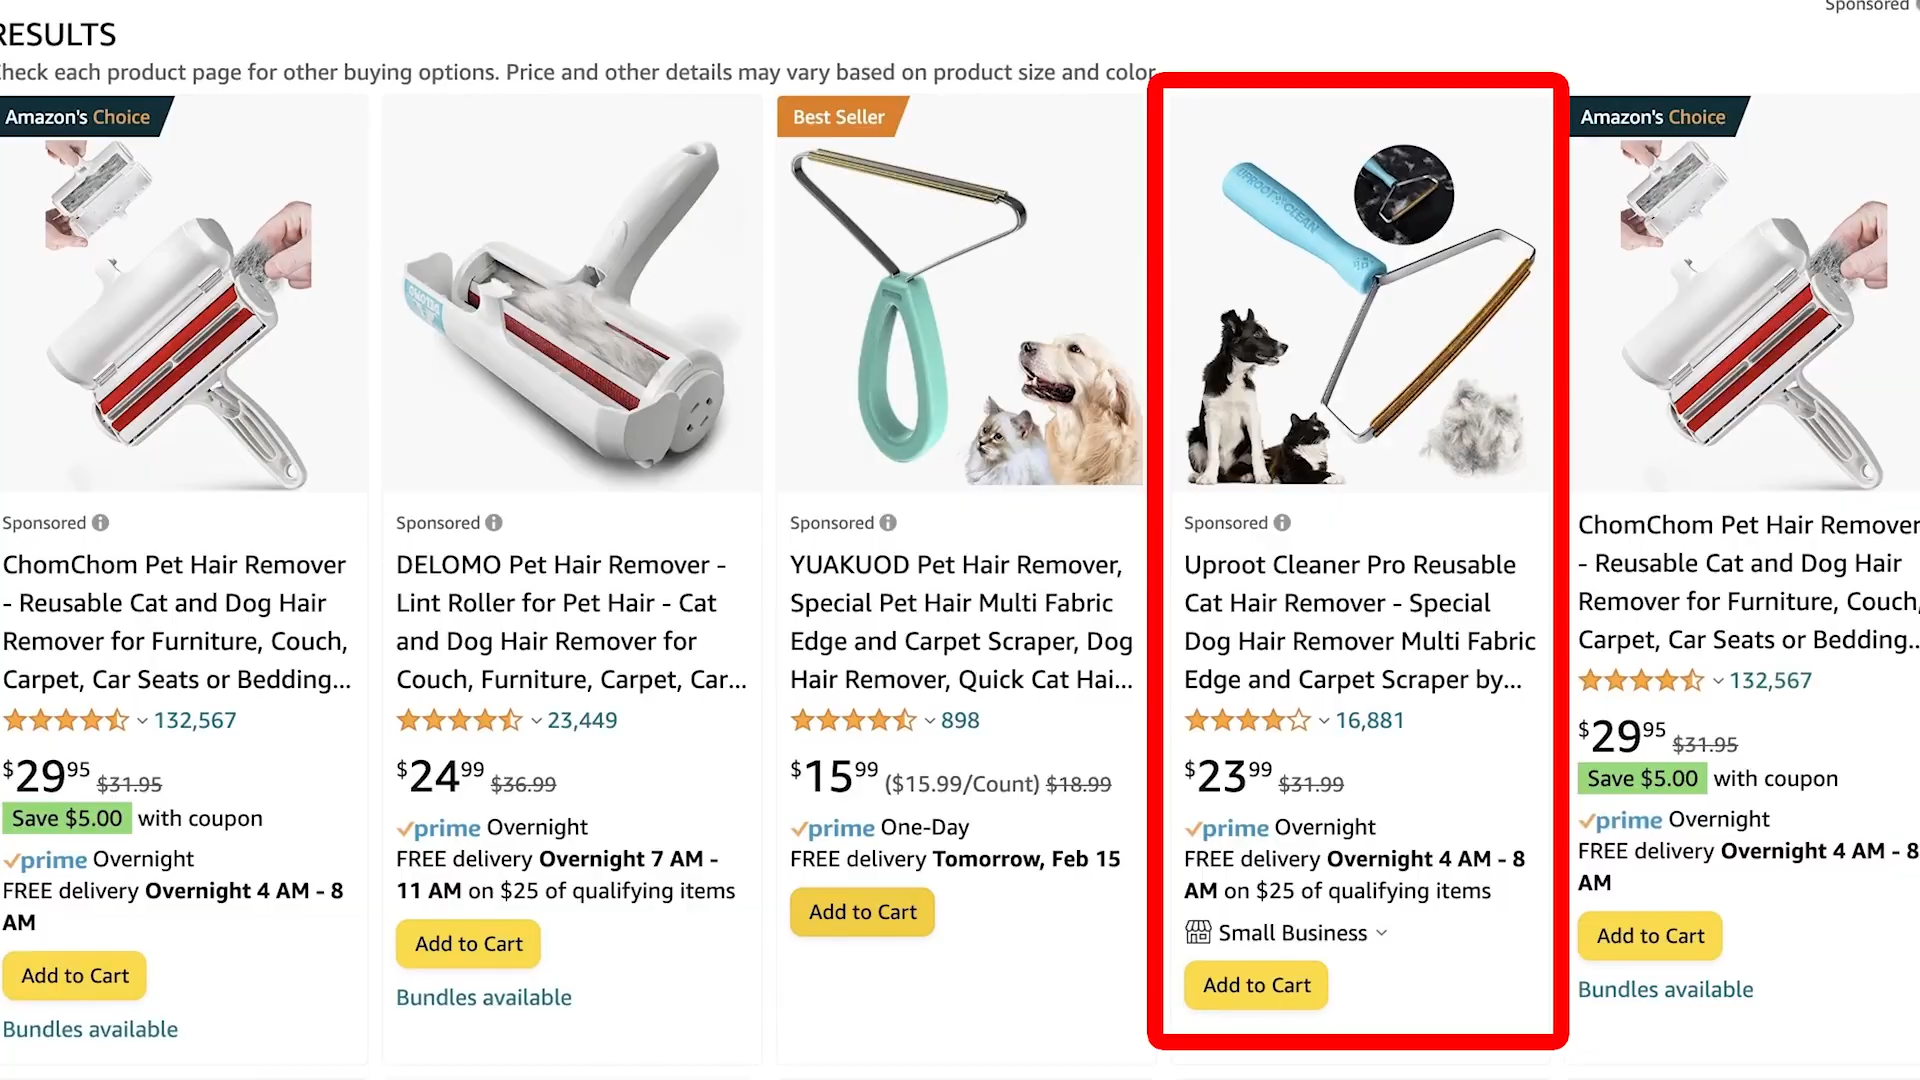 Sponsored
RESULTS
Check each product page for other buying options. Price and other details may vary based on product size and color.
Amazon's Choice
Sponsored
ChomChom Pet Hair Remover
- Reusable Cat and Dog Hair
Remover for Furniture, Couch,
Carpet, Car Seats or Bedding...
132,567
$29.95 $31.95
Save $5.00 with coupon
prime Overnight
FREE delivery Overnight 4 AM - 8
AM
Add to Cart
Bundles available
DELOMO
Sponsored
DELOMO Pet Hair Remover -
Lint Roller for Pet Hair - Cat
and Dog Hair Remover for
Couch, Furniture, Carpet, Car...
23,449
$24.99 $36.99
prime Overnight
FREE delivery Overnight 7 AM -
11 AM on $25 of qualifying items
Add to Cart
Bundles available
Best Seller
Sponsored
YUAKUOD Pet Hair Remover,
Special Pet Hair Multi Fabric
Edge and Carpet Scraper, Dog
Hair Remover, Quick Cat Hai...
898
$15.99 ($15.99/Count) $18.99
prime One-Day
FREE delivery Tomorrow, Feb 15
Add to Cart
UPROOT CLEAN
Sponsored
Uproot Cleaner Pro Reusable
Cat Hair Remover - Special
Dog Hair Remover Multi Fabric
Edge and Carpet Scraper by...
16,881
$23.99 $31.99
prime Overnight
FREE delivery Overnight 4 AM - 8
AM on $25 of qualifying items
Small Business
Add to Cart
Amazon's Choice
ChomChom Pet Hair Remover
- Reusable Cat and Dog Hair
Remover for Furniture, Couch,
Carpet, Car Seats or Bedding...
132,567
$29.95 $31.95
Save $5.00 with coupon
prime Overnight
FREE delivery Overnight 4 AM - 8
AM
Add to Cart
Bundles available